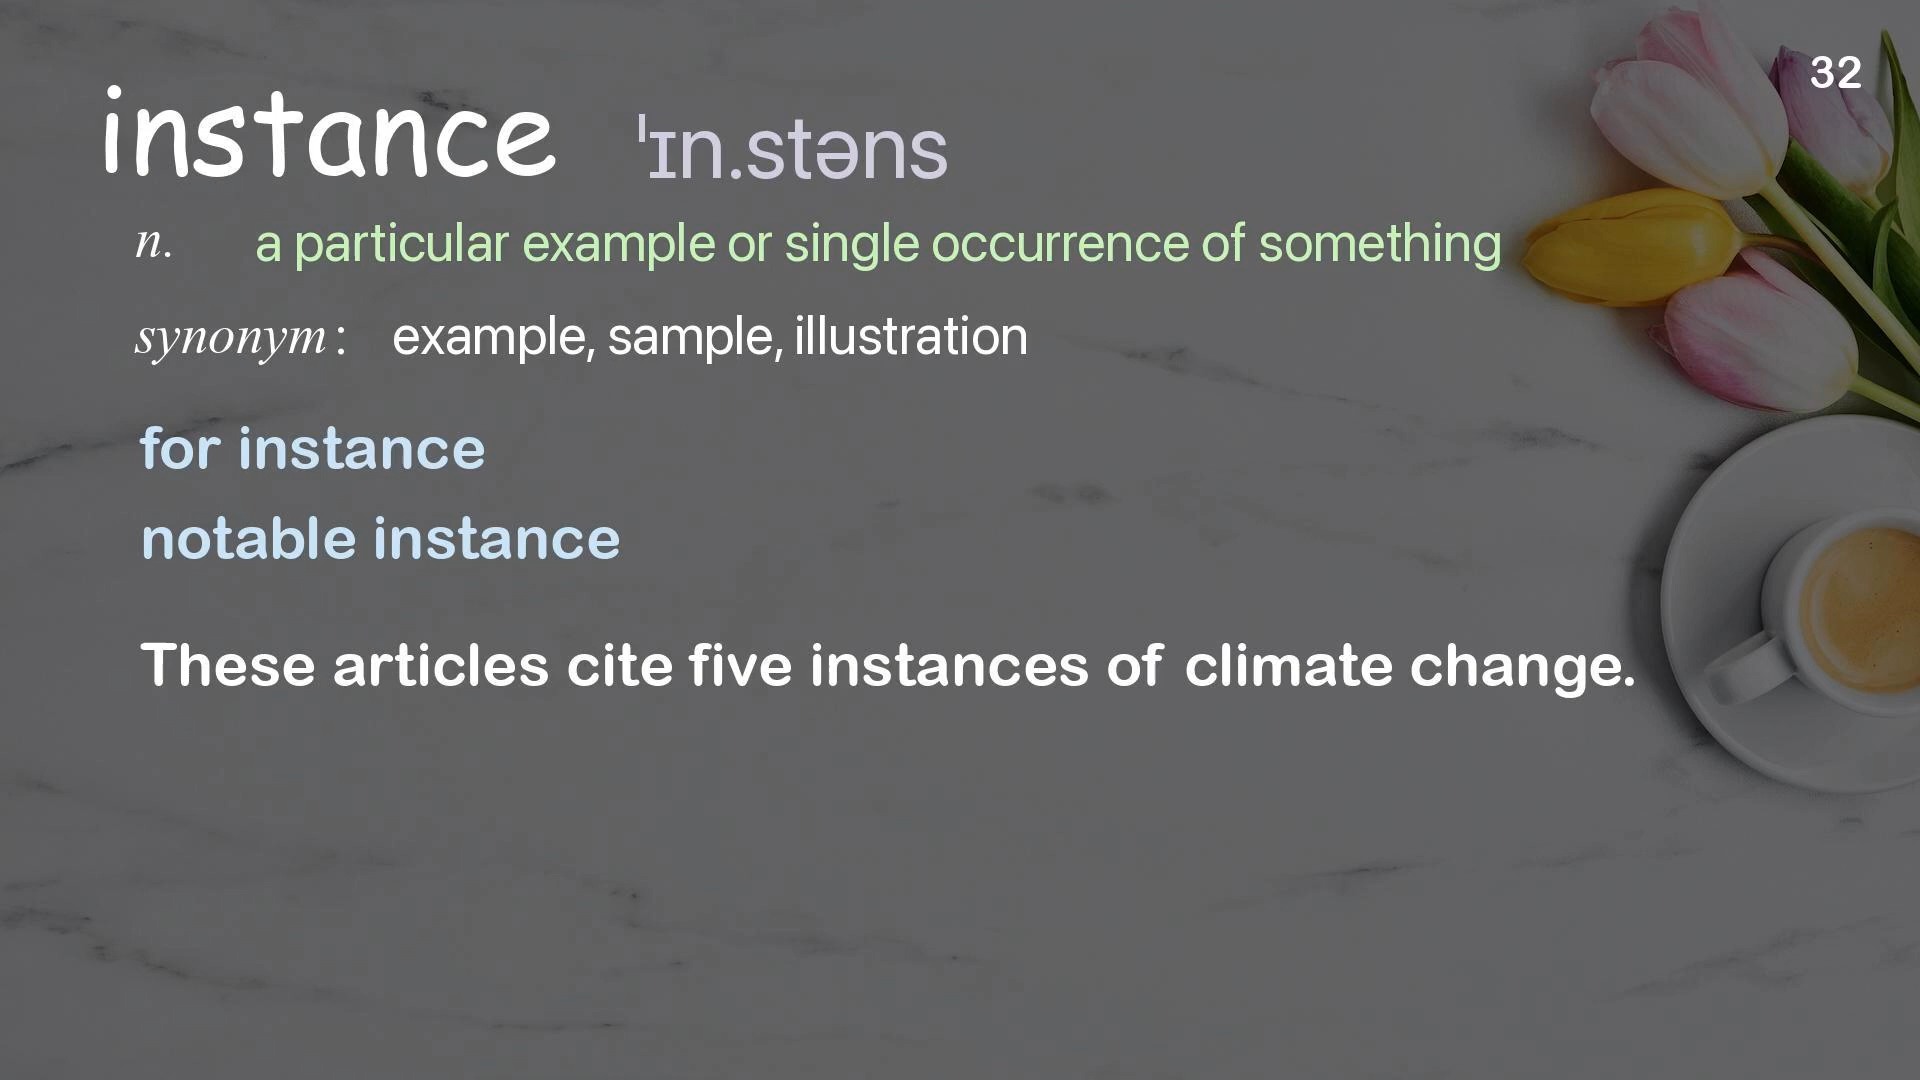 32
instance ˈɪn.stəns
n. a particular example or single occurrence of something
synonym: example, sample, illustration
for instance
notable instance
These articles cite five instances of climate change.